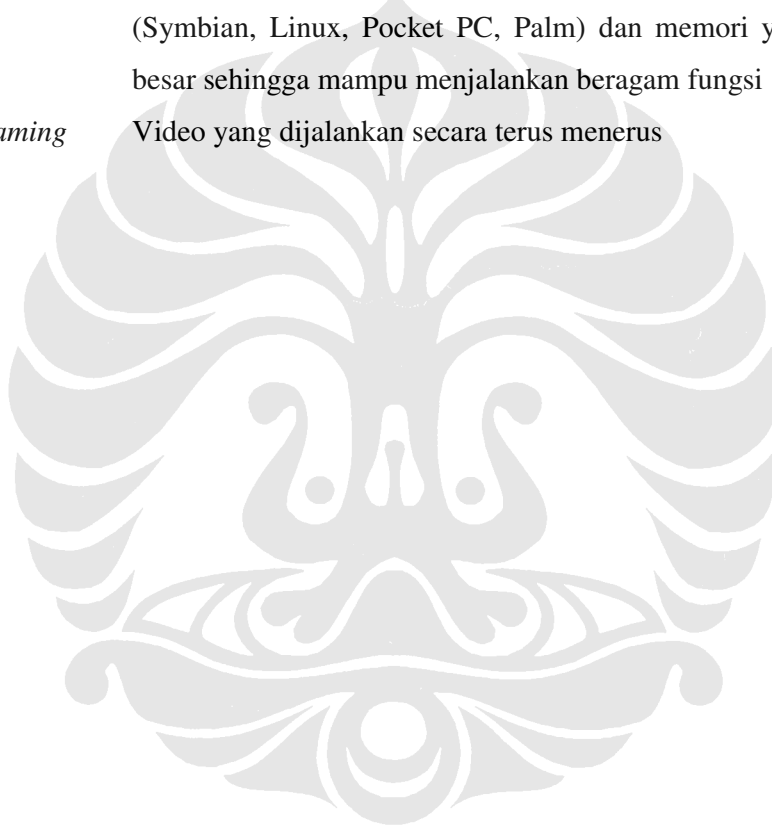 (Symbian, Linux, Pocket PC, Palm) dan memori
besar sehingga mampu menjalankan beragam fungsi
Video yang dijalankan secara terus menerus